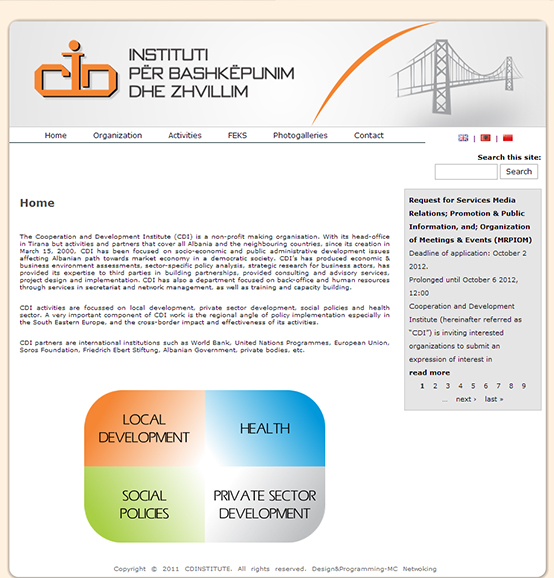 CID
INSTITUTI
PËR BASHKËPUNIM
DHE ZHVILLIM
Home Organization Activities FEKS Photogalleries Contact
| |
Search this site:
Search
Home
The Cooperation and Development Institute (CDI) is a non-profit making organisation. With its head-office
in Tirana but activities and partners that cover all Albania and the neighbouring countries, since its creation in
March 15, 2000, CDI has been focused on socio-economic and public administrative development issues
affecting Albanian path towards market economy in a democratic society. CDI's has produced economic &
business environment assessments, sector-specific policy analysis, strategic research for business actors, has
provided its expertise to third parties in building partnerships, provided consulting and advisory services,
project design and implementation. CDI has also a department focused on back-office and human resources
through services in secretariat and network management, as well as training and capacity building.
CDI activities are focussed on local development, private sector development, social policies and health
sector. A very important component of CDI work is the regional angle of policy implementation especially in
the South Eastern Europe, and the cross-border impact and effectiveness of its activities.
CDI partners are international institutions such as World Bank, United Nations Programmes, European Union,
Soros Foundation, Friedrich Ebert Stiftung, Albanian Government, private bodies, etc.
Request for Services Media
Relations; Promotion & Public
Information, and; Organization
of Meetings & Events (MRPIOM)
Deadline of application: October 2
2012.
Prolonged until October 6 2012,
12:00
Cooperation and Development
Institute (hereinafter referred as
"CDI") is inviting interested
organizations to submit an
expression of interest in
read more
1 2 3 4 5 6 7 8 9
... next › last »
LOCAL
DEVELOPMENT
HEALTH
SOCIAL
POLICIES
PRIVATE SECTOR
DEVELOPMENT
Copyright © 2011 CDINSTITUTE. All rights reserved. Design&Programming-MC Netwoking